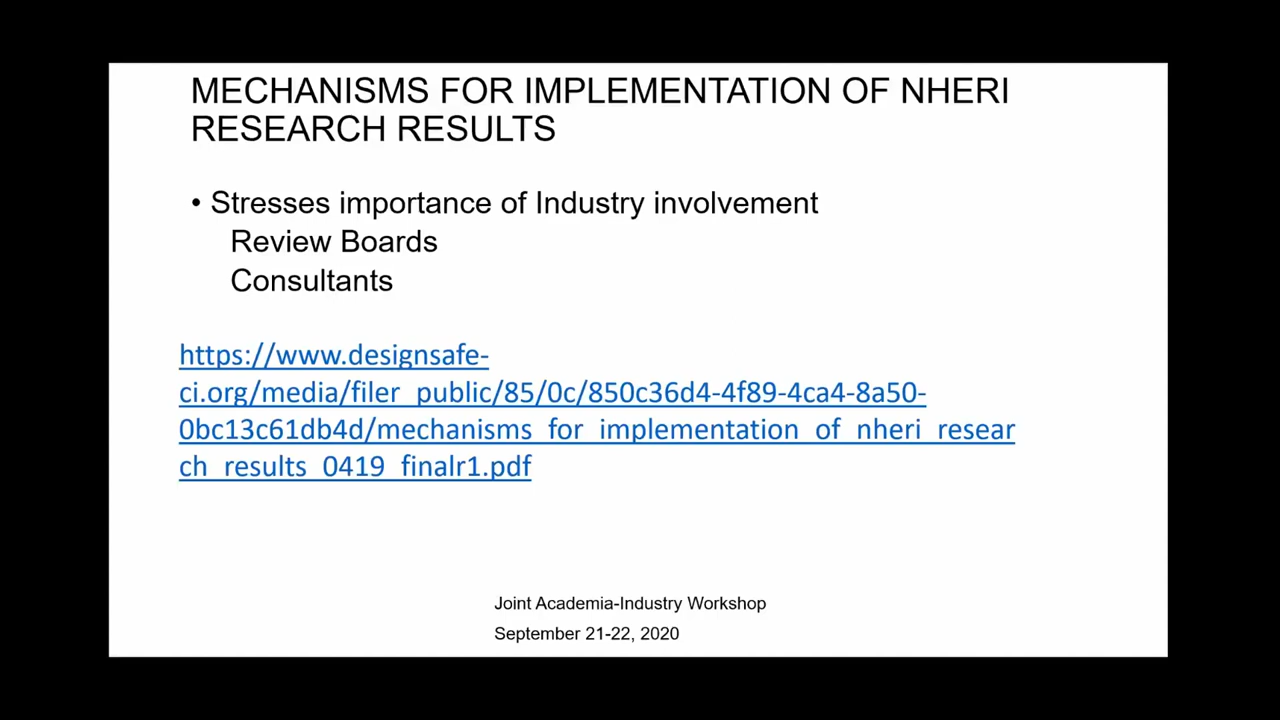 MECHANISMS FOR IMPLEMENTATION OF NHERI
RESEARCH RESULTS
• Stresses importance of Industry involvement
Review Boards
Consultants
https://www.designsafe-
ci.org/media/filer_public/85/0c/850c36d4-4f89-4ca4-8a50-
0bc13c61db4d/mechanisms_for_implementation_of_nheri_resear
ch_results_0419_finalr1.pdf
Joint Academia-Industry Workshop
September 21-22, 2020